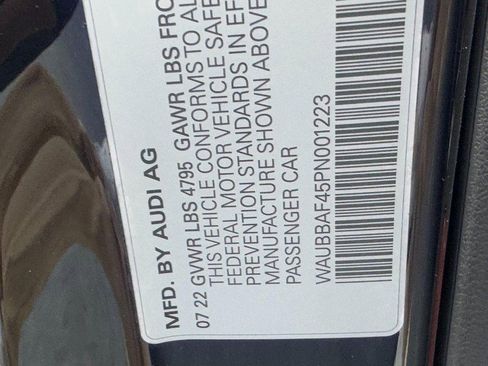 MFD. BY AUDI AG
07 22 GVWR LBS 4795 GAWR LBS FRO
THIS VEHICLE CONFORMS TO AL
FEDERAL MOTOR VEHICLE SAFE
PREVENTION STANDARDS IN EF
MANUFACTURE SHOWN ABOVE
PASSENGER CAR
WAUBBAF45PN001223